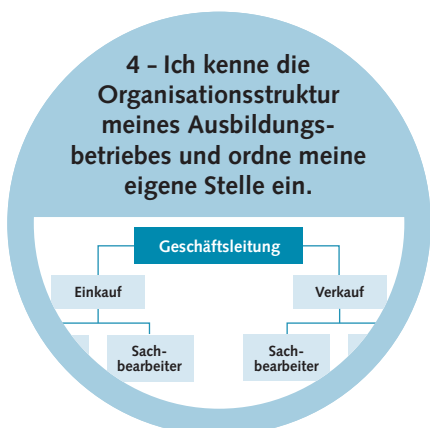 4 – Ich kenne die
Organisationsstruktur
meines Ausbildungs-
betriebes und ordne meine
eigene Stelle ein.
Geschäftsleitung
Einkauf
Verkauf
Sach-
bearbeiter
Sach-
bearbeiter